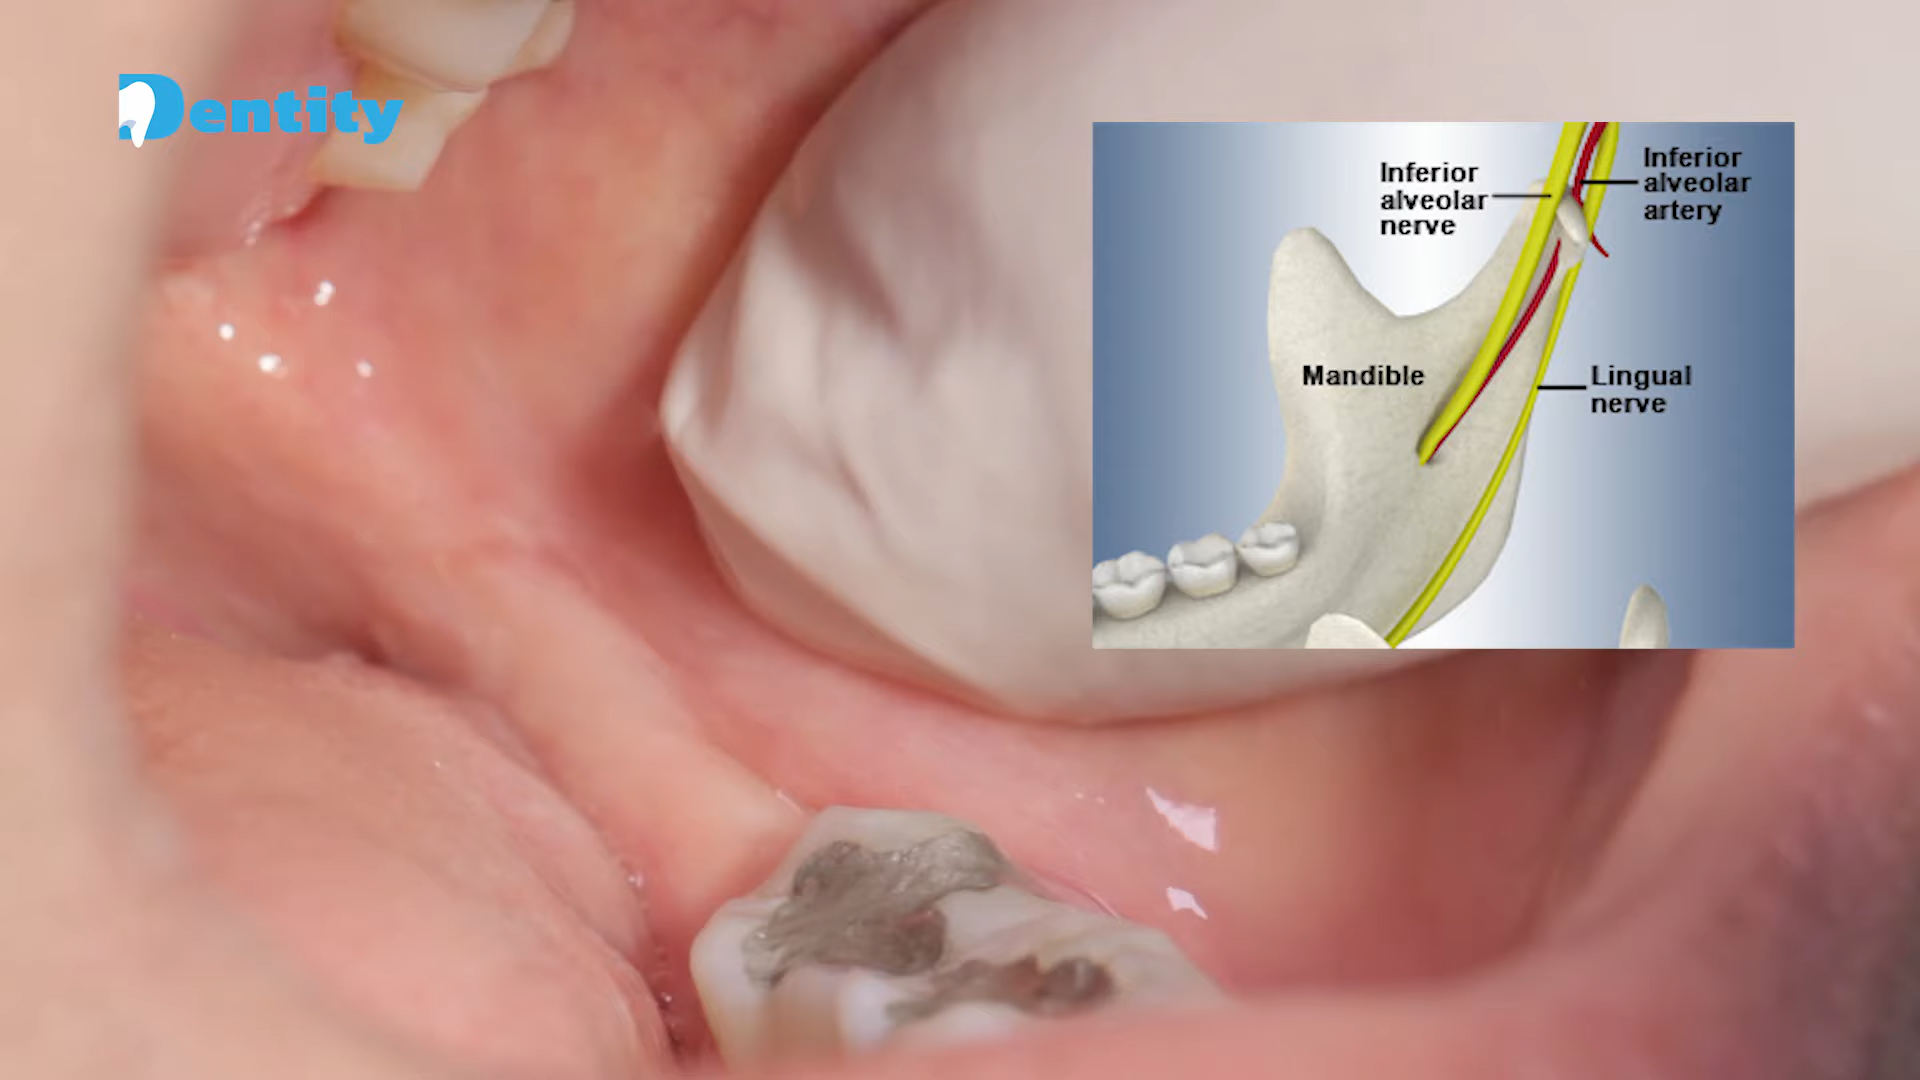 Dentity
Inferior
alveolar
nerve
Inferior
alveolar
artery
Mandible
Lingual
nerve